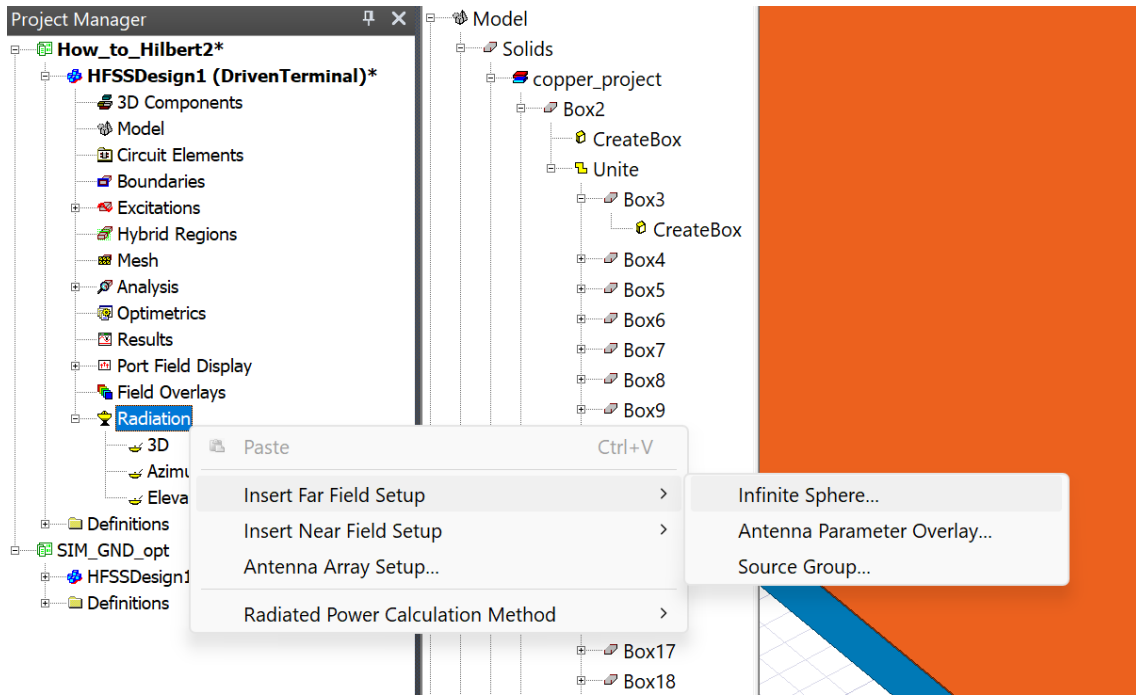 Project Manager
How_to_Hilbert2*
HFSSDesign1 (DrivenTerminal)*
3D Components
Model
Circuit Elements
Boundaries
Excitations
Hybrid Regions
Mesh
Analysis
Optimetrics
Results
Port Field Display
Field Overlays
Radiation
3D
Azimu
Eleva
Definitions
SIM_GND_opt
HFSSDesign1
Definitions
Model
Solids
copper_project
Box2
CreateBox
Unite
Box3
CreateBox
Box4
Box5
Box6
Box7
Box8
Box9
Paste Ctrl+V
Insert Far Field Setup
Insert Near Field Setup
Antenna Array Setup...
Radiated Power Calculation Method
Infinite Sphere...
Antenna Parameter Overlay...
Source Group...
Box17
Box18